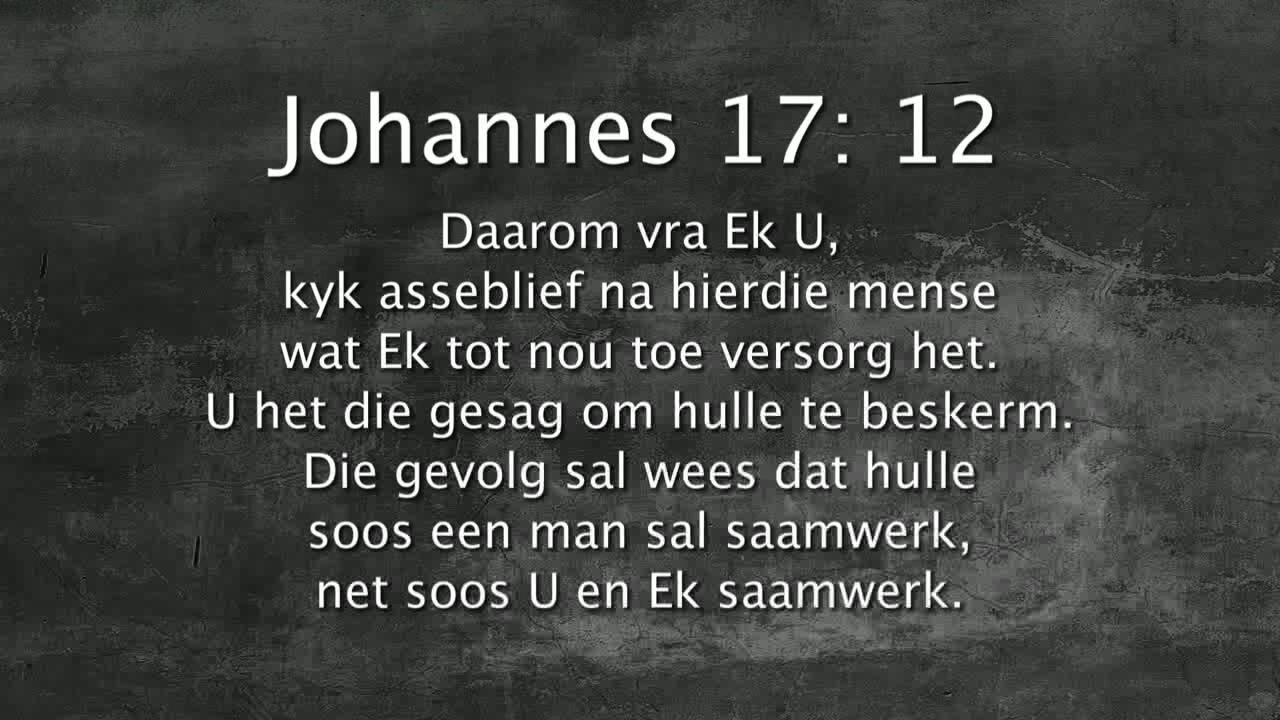 Johannes 17: 12
Daarom vra Ek U,
kyk asseblief na hierdie mense
wat Ek tot nou toe versorg het.
U het die gesag om hulle te beskerm.
Die gevolg sal wees dat hulle
soos een man sal saamwerk,
net soos U en Ek saamwerk.